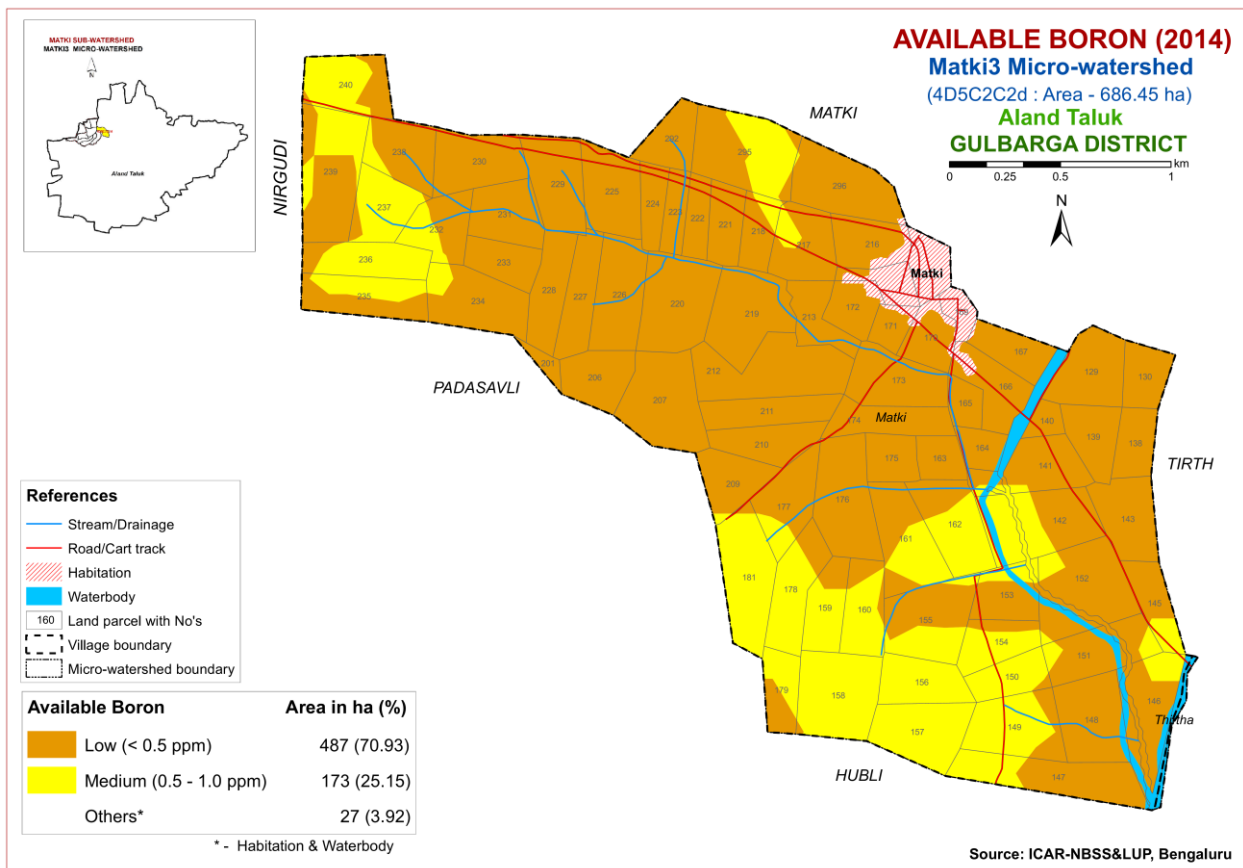 MATKI SUB-WATERSHED
MATKI3 MICRO-WATERSHED
N
Aland Taluk
AVAILABLE BORON (2014)
Matki3 Micro-watershed
(4D5C2C2d : Area - 686.45 ha)
Aland Taluk
GULBARGA DISTRICT
km
0 0.25 0.5 1
N
MATKI
NIRGUDI
PADASAVLI
TIRTH
HUBLI
Matki
Matki
240
292
295
238
230
239
229
225
296
224
223
222
221
218
237
231
232
217
216
236
233
235
234
228
227
226
220
219
213
172
171
170
167
201
206
212
207
173
166
129
130
211
174
165
140
210
139
138
175
163
164
141
209
177
176
162
142
143
161
181
178
159
160
155
153
152
145
154
151
156
150
179
158
146
157
149
148
147
References
Stream/Drainage
Road/Cart track
Habitation
Waterbody
160 Land parcel with No's
Village boundary
Micro-watershed boundary
Available Boron Area in ha (%)
Low (< 0.5 ppm) 487 (70.93)
Medium (0.5 - 1.0 ppm) 173 (25.15)
Others* 27 (3.92)
* - Habitation & Waterbody
Source: ICAR-NBSS&LUP, Bengaluru